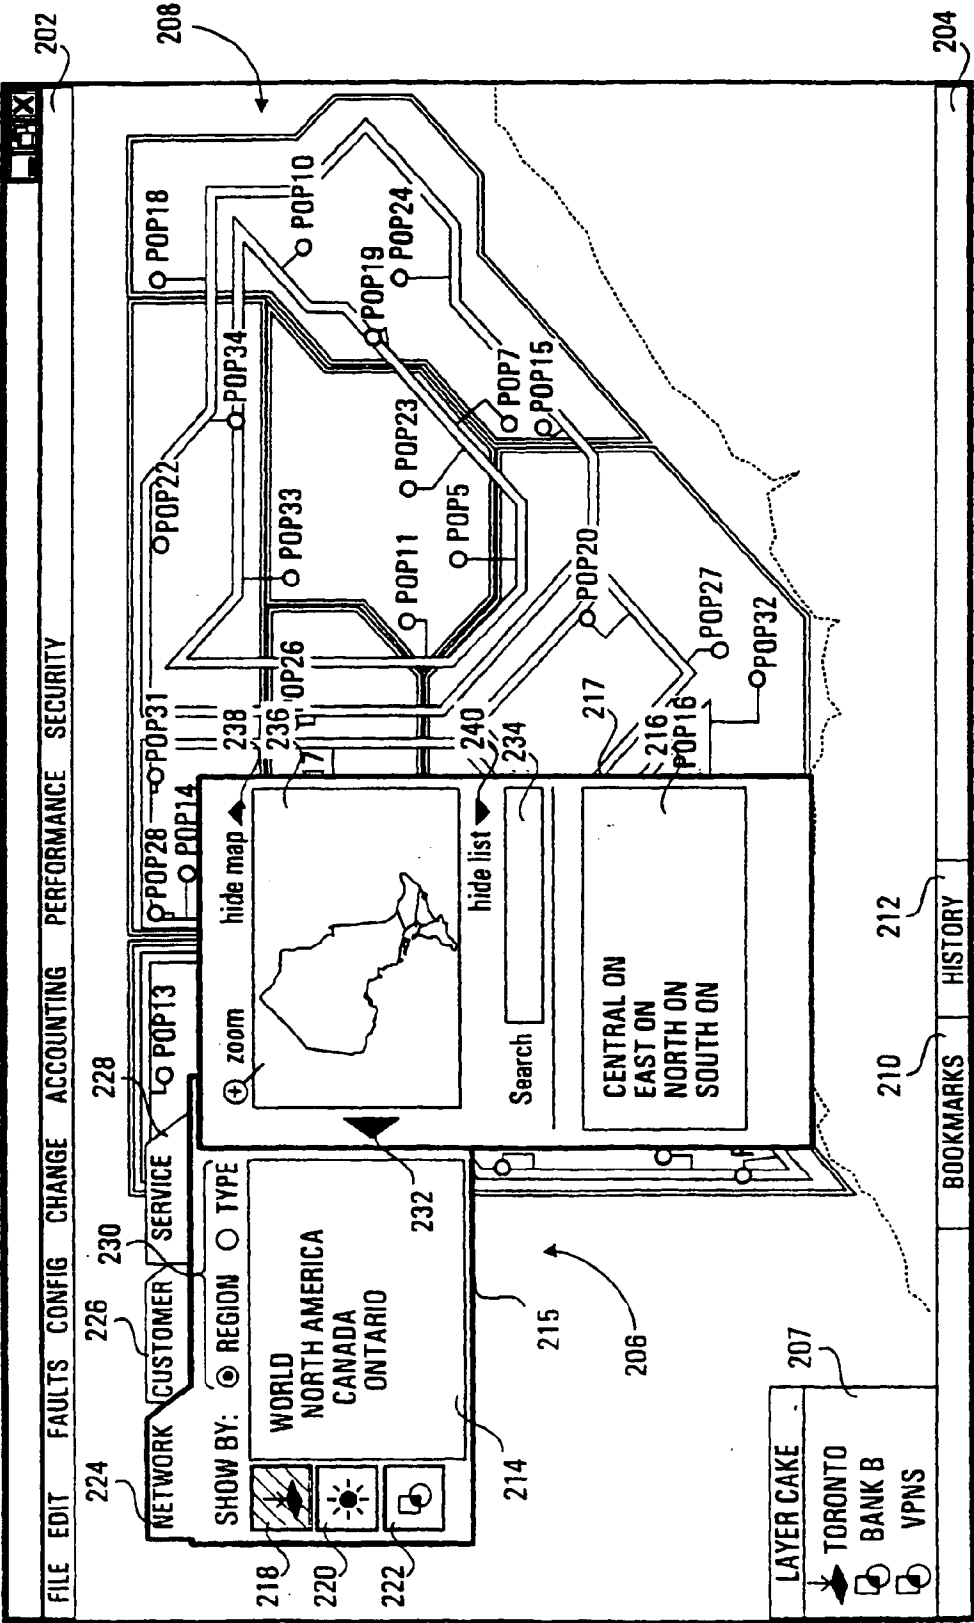 202
FILE EDIT FAULTS CONFIG CHANGE ACCOUNTING PERFORMANCE SECURITY
208
224
226
230
228
NETWORK
CUSTOMER
SERVICE
SHOW BY:
REGION
TYPE
WORLD
NORTH AMERICA
CANADA
ONTARIO
218
220
222
214
215
232
206
zoom
hide map
238
236
hide list
240
234
Search
217
216
CENTRAL ON
EAST ON
NORTH ON
SOUTH ON
POP13
POP28
POP14
POP31
POP22
POP34
POP18
POP10
POP33
POP19
POP24
POP23
POP11
POP5
POP7
POP15
POP20
POP27
POP32
POP16
OP26
17
LAYER CAKE
TORONTO
BANK B
VPNS
207
210
212
204
BOOKMARKS
HISTORY